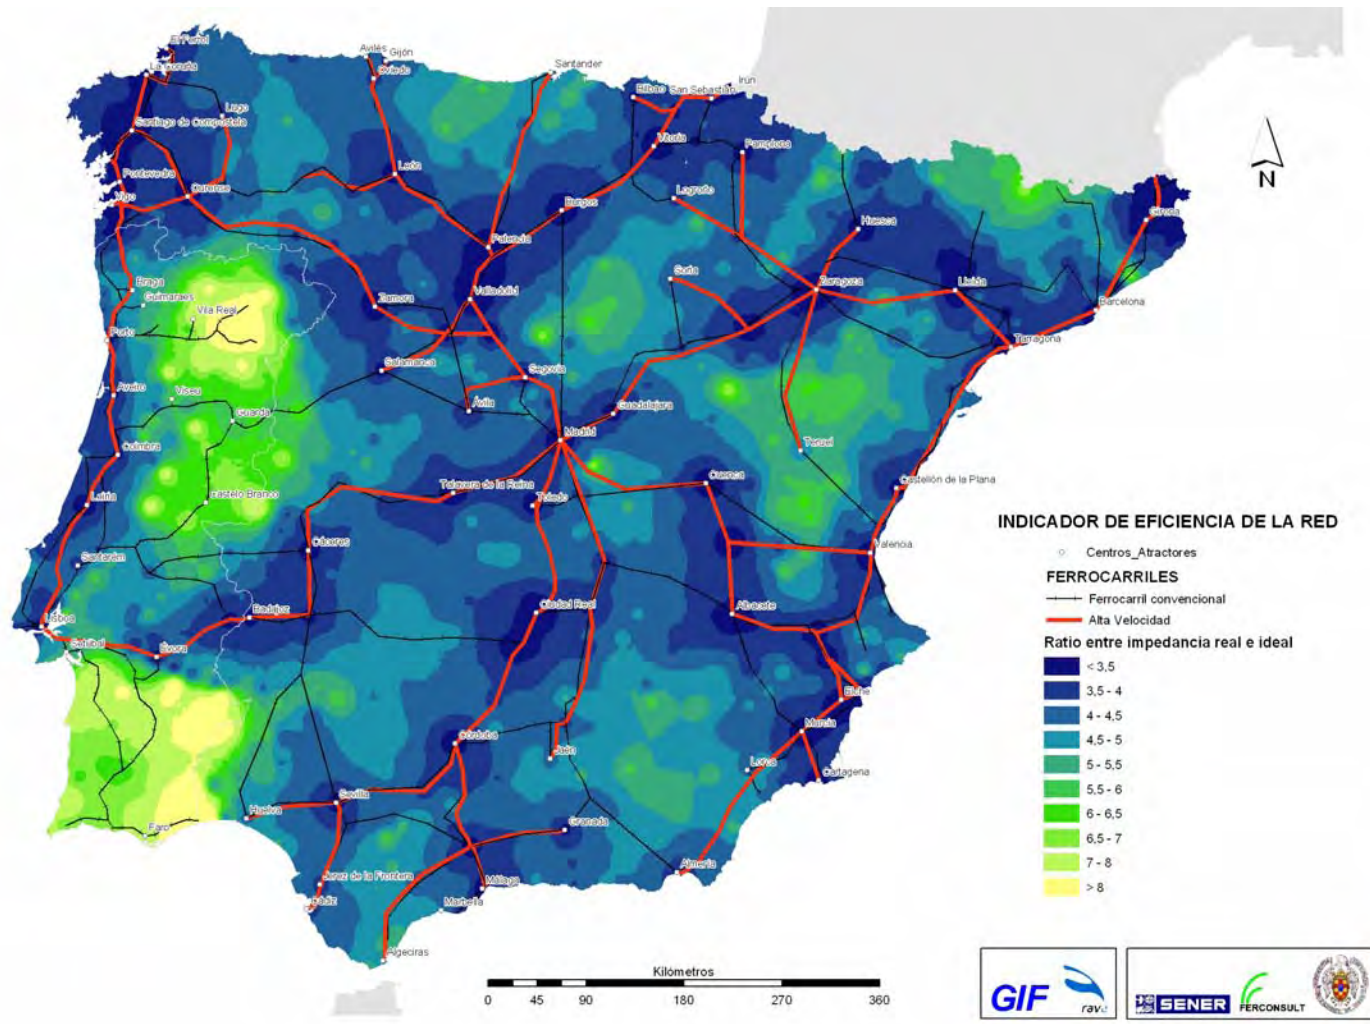 El Ferrol
La Coruña
Lugo
Santiago de Compostela
Pontevedra
Vigo
Ourense
Avilés
Gijón
Oviedo
León
Santander
Bilbao
San Sebastián
Irún
Vitoria
Pamplona
Logroño
Burgos
Palencia
Huesca
Girona
N
Braga
Guimaraes
Vila Real
Porto
Zamora
Valladolid
Soria
Zaragoza
Lleida
Barcelona
Tarragona
Aveiro
Viseu
Salamanca
Segovia
Ávila
Guarda
Guadalajara
Madrid
Teruel
Coimbra
Leiria
Castelo Branco
Talavera de la Reina
Toledo
Cuenca
Castellón de la Plana
Valencia
Santarém
Cáceres
Lisboa
Setúbal
Évora
Badajoz
Ciudad Real
Albacete
Elche
Murcia
Cartagena
Lorca
Córdoba
Jaén
Faro
Huelva
Sevilla
Granada
Almería
Jerez de la Frontera
Cádiz
Málaga
Marbella
Algeciras
INDICADOR DE EFICIENCIA DE LA RED
Centros_Atractores
FERROCARRILES
Ferrocarril convencional
Alta Velocidad
Ratio entre impedancia real e ideal
< 3,5
3,5 - 4
4 - 4,5
4,5 - 5
5 - 5,5
5,5 - 6
6 - 6,5
6,5 - 7
7 - 8
> 8
Kilómetros
0 45 90 180 270 360
GIF
rave
SENER
FERCONSULT